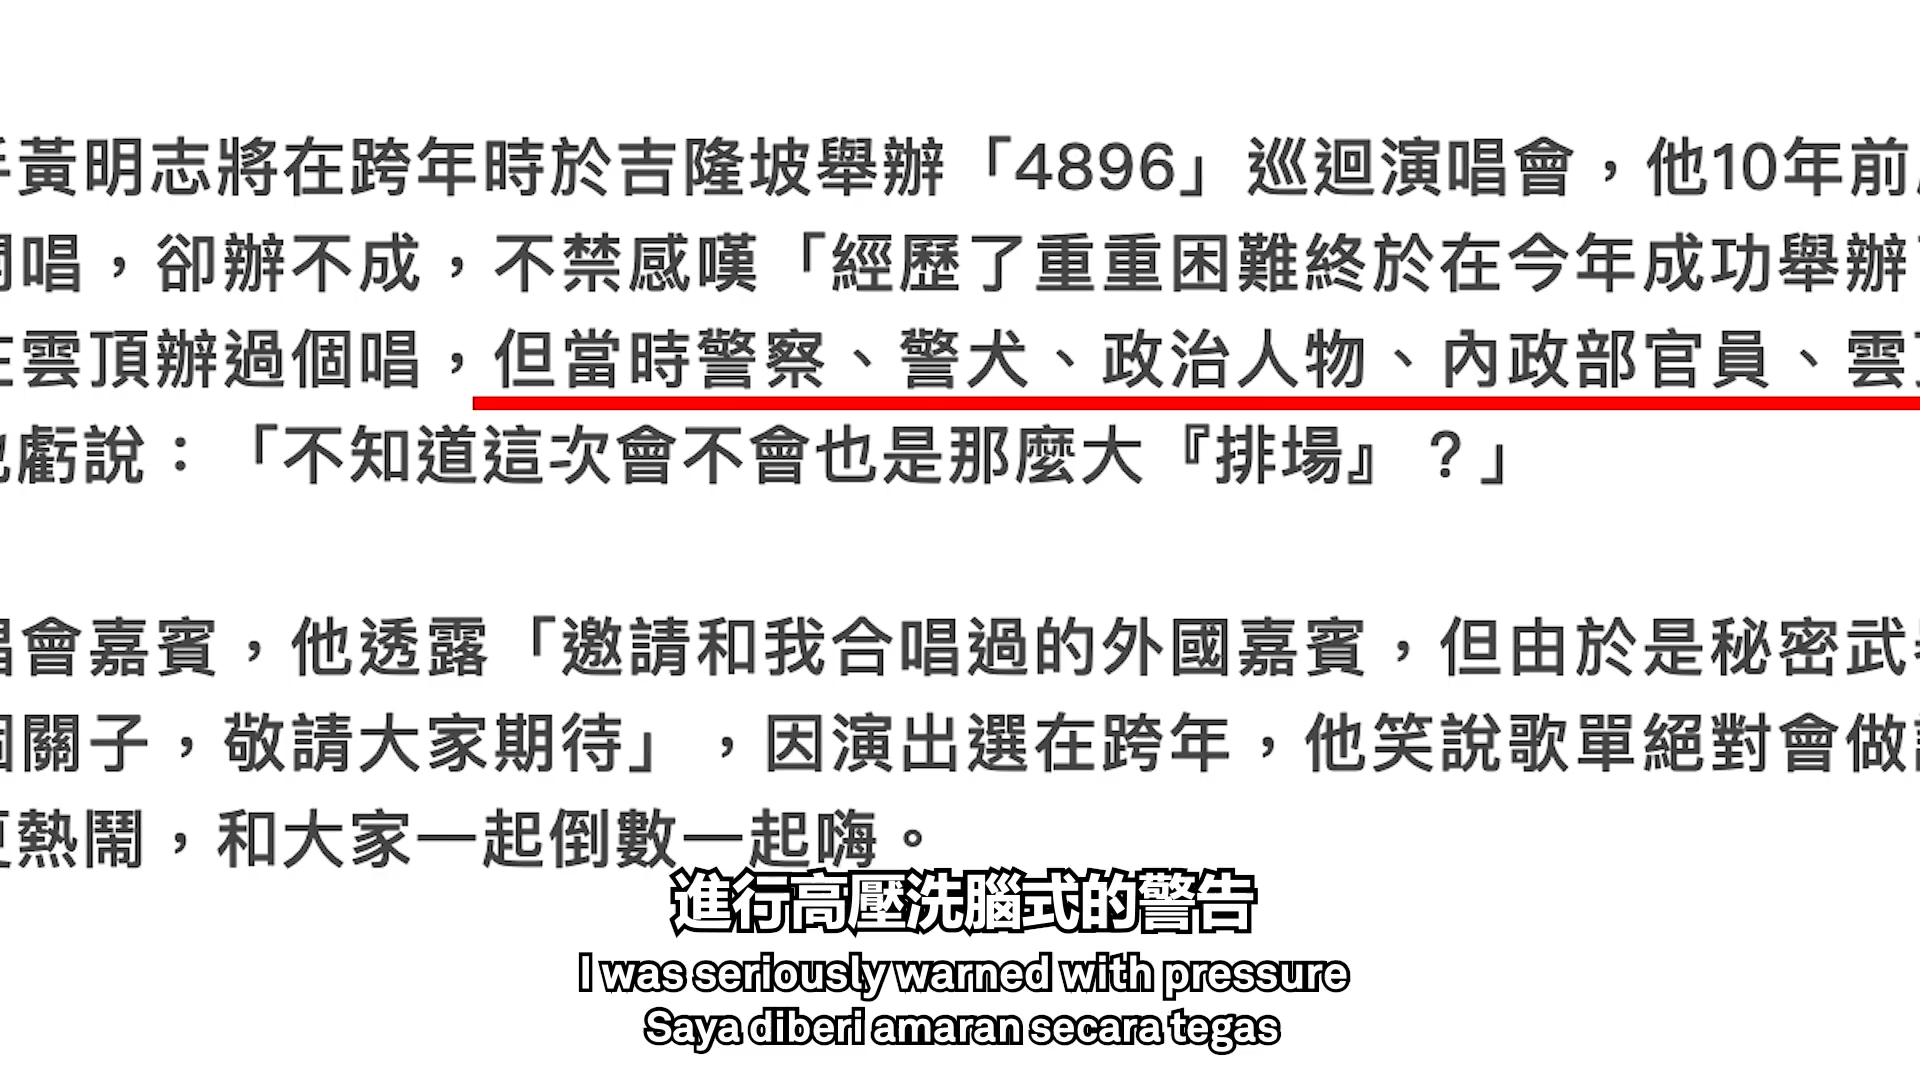 黃明志將在跨年時於吉隆坡舉辦「4896」巡迴演唱會，他10年前
唱，卻辦不成，不禁感嘆「經歷了重重困難終於在今年成功舉辦
雲頂辦過個唱，但當時警察、警犬、政治人物、內政部官員、雲
虧說：「不知道這次會不會也是那麼大『排場』？」
會嘉賓，他透露「邀請和我合唱過的外國嘉賓，但由於是秘密武
關子，敬請大家期待」，因演出選在跨年，他笑說歌單絕對會做
熱鬧，和大家一起倒數一起嗨。
進行高壓洗腦式的警告
I was seriously warned with pressure
Saya diberi amaran secara tegas